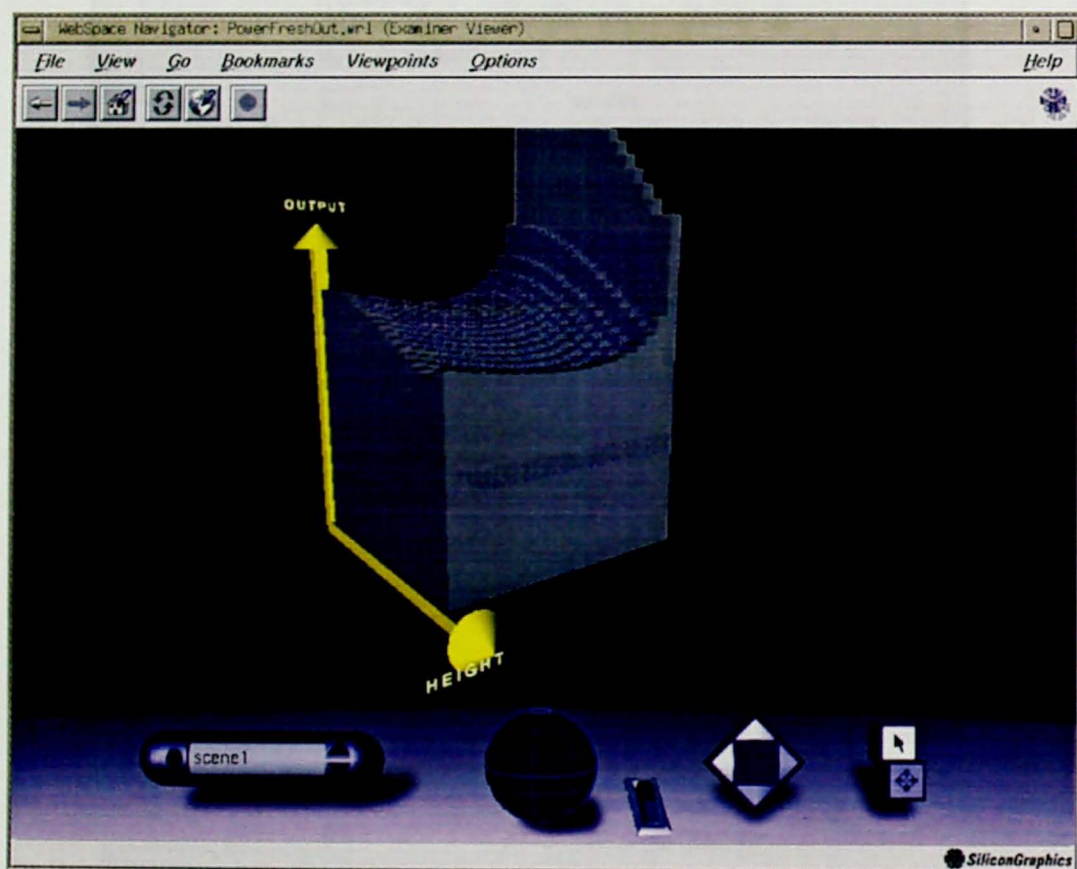 WebSpace Navigator: PowerFreshOut.wrl (Examiner Viewer)
File View Go Bookmarks Viewpoints Options Help
OUTPUT
HEIGHT
scene1
SiliconGraphics